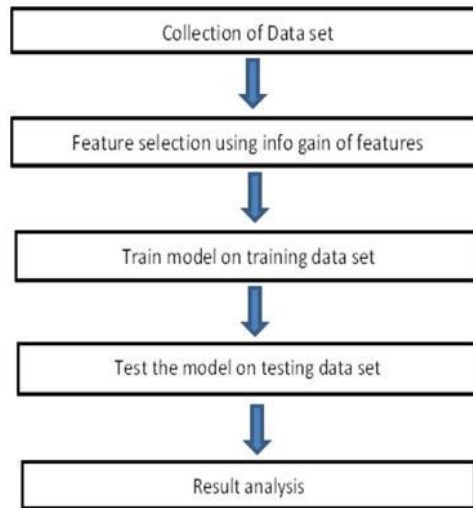 Collection of Data set
Feature selection using info gain of features
Train model on training data set
Test the model on testing data set
Result analysis